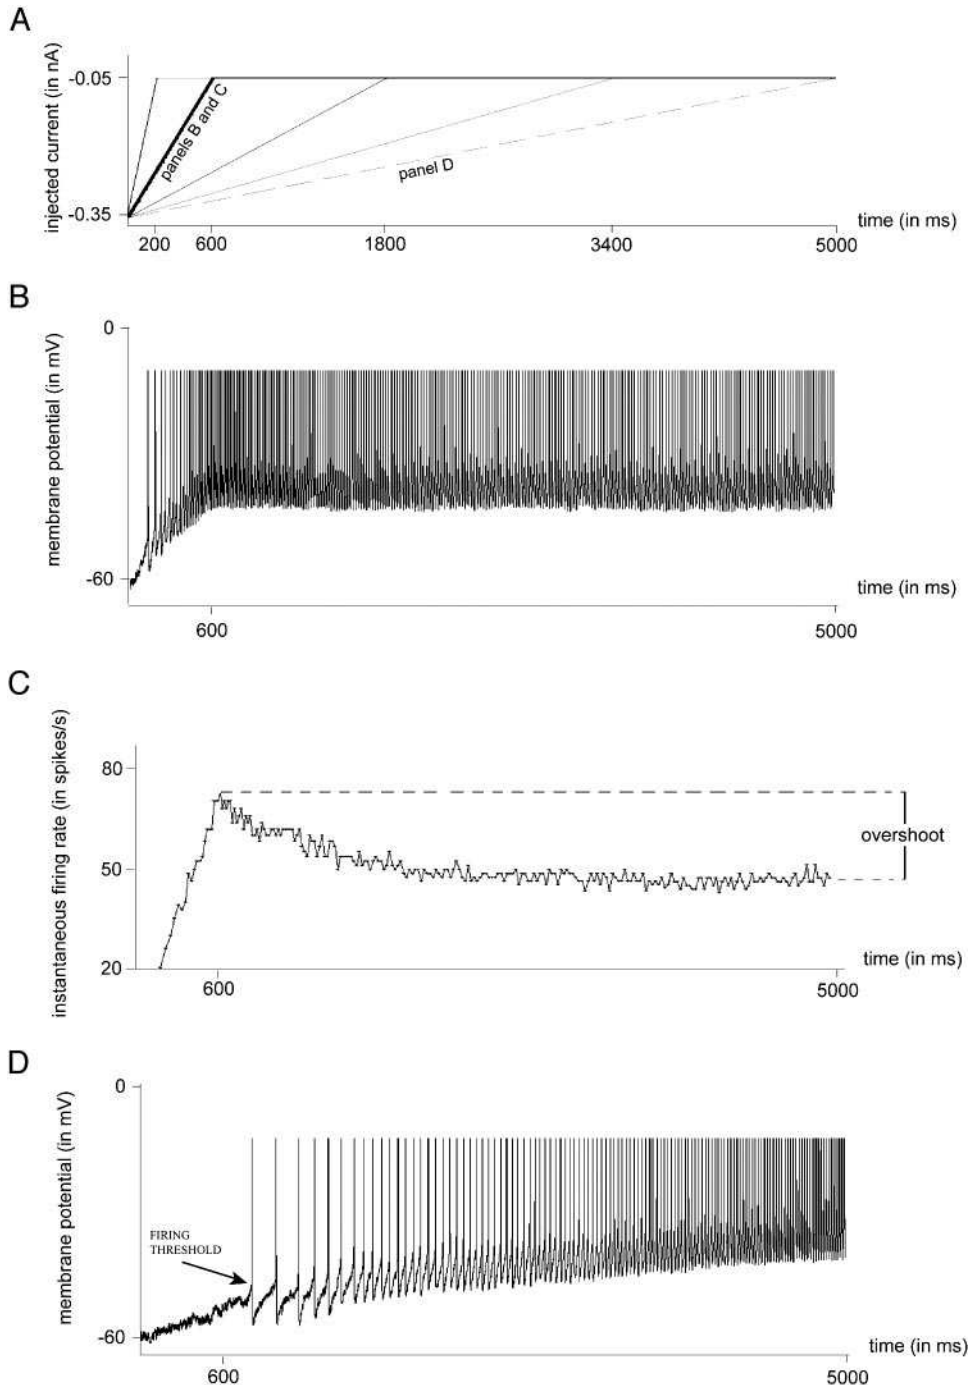 A
injected current (in nA)
-0.05
-0.35
panels B and C
panel D
time (in ms)
200 600 1800 3400 5000
B
membrane potential (in mV)
0
-60
time (in ms)
600 5000
C
instantaneous firing rate (in spikes/s)
80
50
20
overshoot
time (in ms)
600 5000
D
membrane potential (in mV)
0
-60
FIRING
THRESHOLD
time (in ms)
600 5000